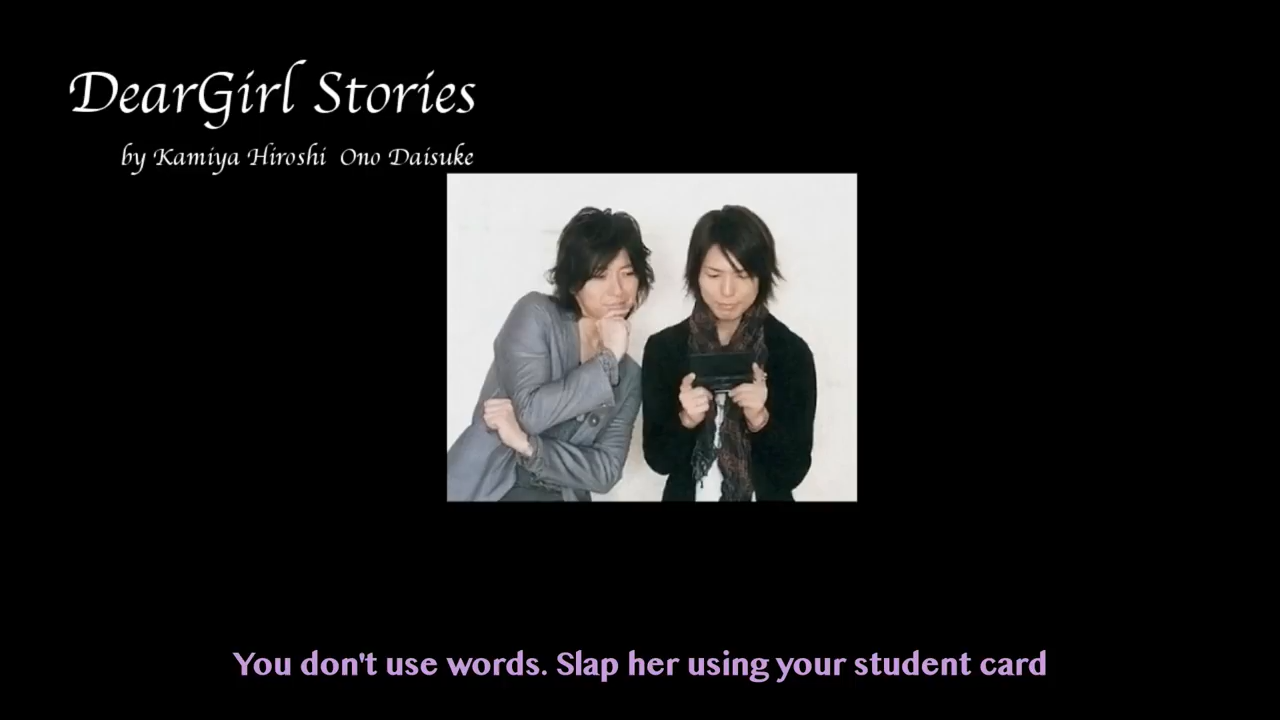 DearGirl Stories
by Kamiya Hiroshi Ono Daisuke
You don't use words. Slap her using your student card